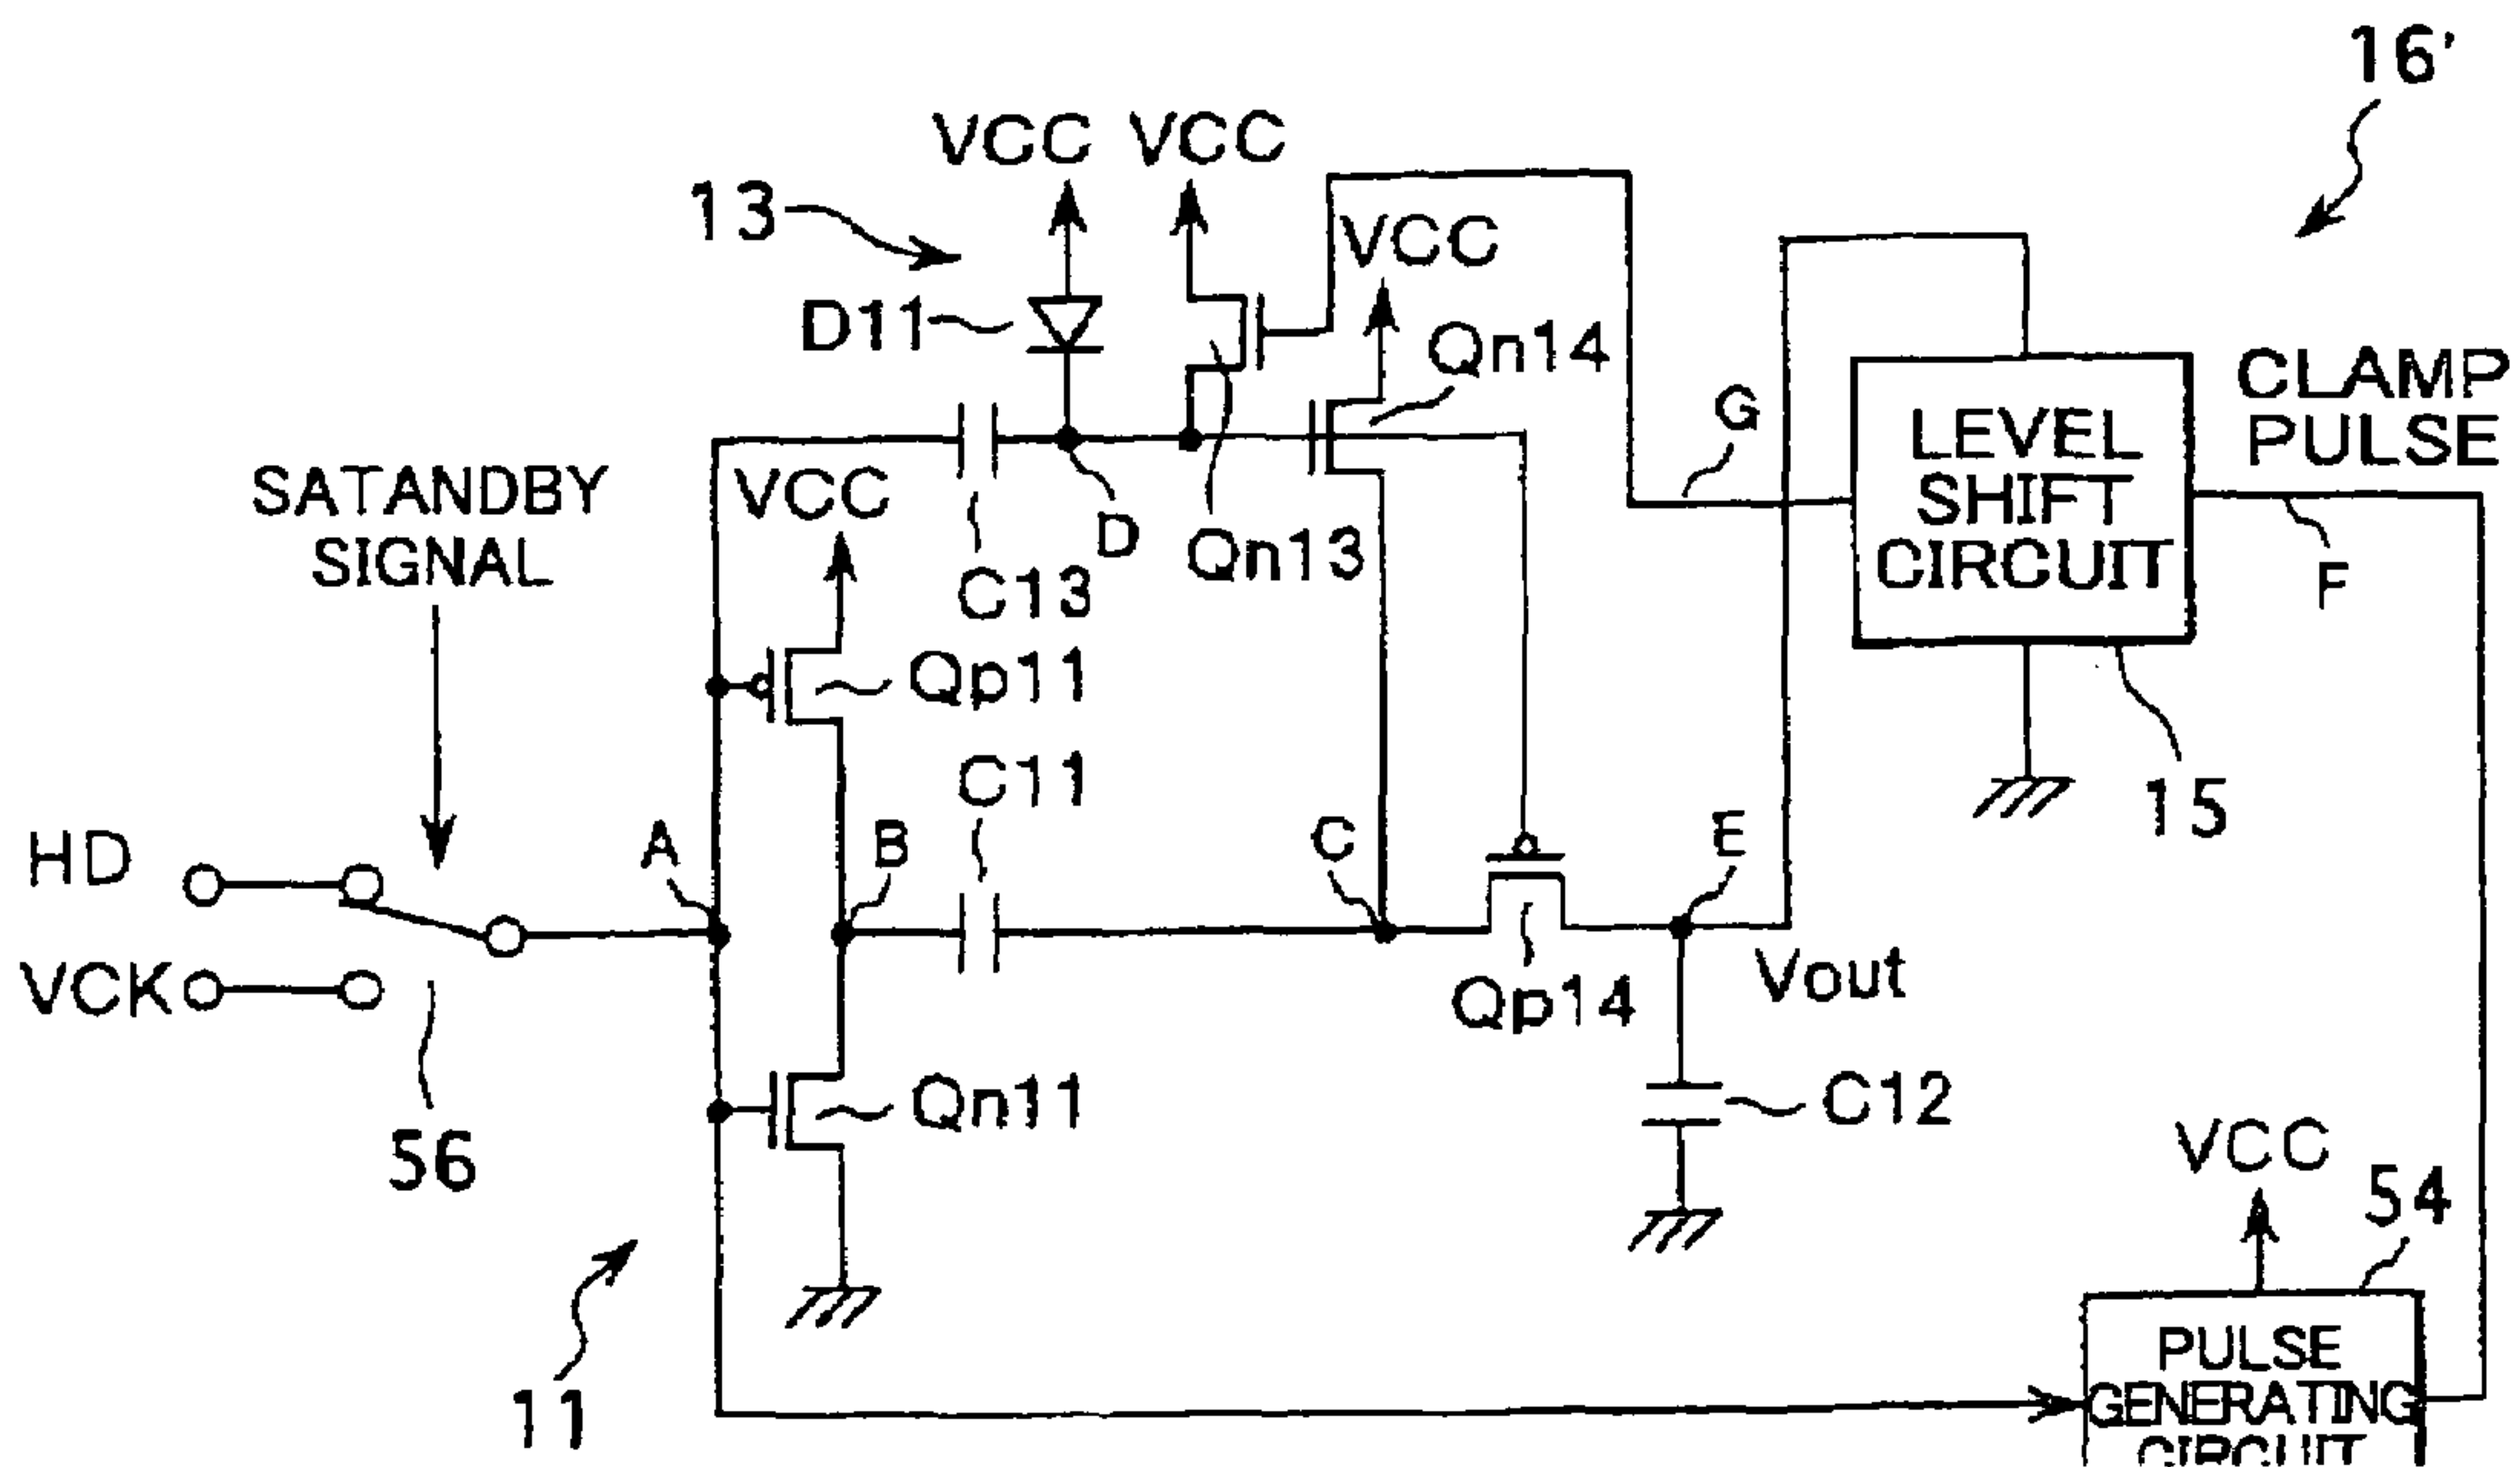 16'
VCC VCC
13
VCC
D11
Qn14
CLAMP
PULSE
G
LEVEL
SHIFT
CIRCUIT
SATANDBY
SIGNAL
VCC
D
Qn13
F
C13
Qp11
C11
15
HD
A
B
C
E
VCK
Vout
Qp14
Qn11
C12
56
VCC
54
11
PULSE
GENERATING
CIRCUIT